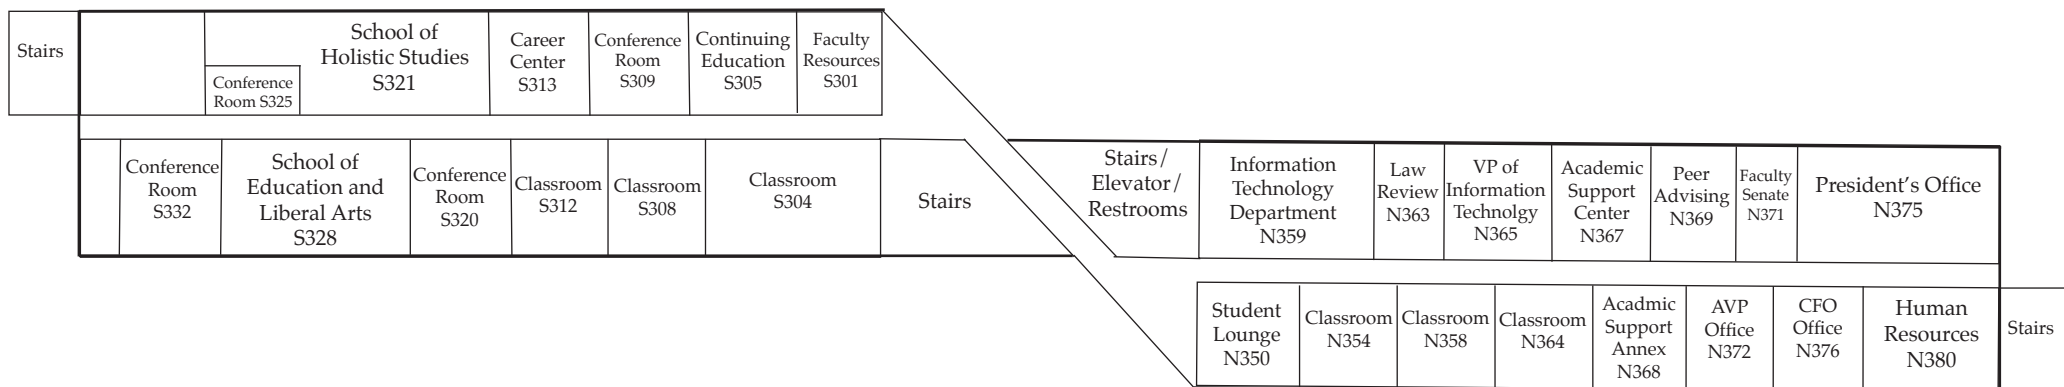 Stairs
Conference
Room S325
School of
Holistic Studies
S321
Career
Center
S313
Conference
Room
S309
Continuing
Education
S305
Faculty
Resources
S301
Conference
Room
S332
School of
Education and
Liberal Arts
S328
Conference
Room
S320
Classroom
S312
Classroom
S308
Classroom
S304
Stairs
Stairs/
Elevator/
Restrooms
Information
Technology
Department
N359
Law
Review
N363
VP of
Information
Technolgy
N365
Academic
Support
Center
N367
Peer
Advising
N369
Faculty
Senate
N371
President's Office
N375
Student
Lounge
N350
Classroom
N354
Classroom
N358
Classroom
N364
Acadmic
Support
Annex
N368
AVP
Office
N372
CFO
Office
N376
Human
Resources
N380
Stairs